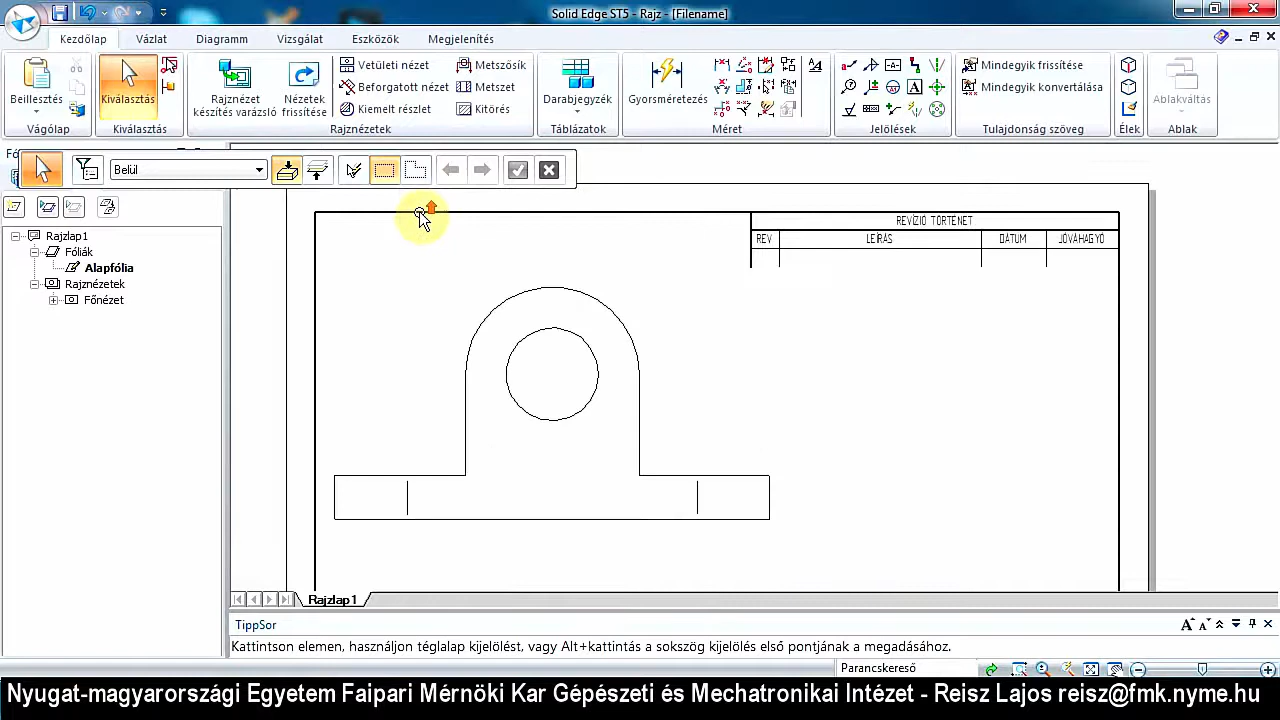 Solid Edge ST5 - Rajz - [Filename]
Kezdőlap Vázlat Diagramm Vizsgálat Eszközök Megjelenítés
Beillesztés
Vágólap
Kiválasztás
Kiválasztás
Rajznézet készítés varázsló
Nézetek frissítése
Vetületi nézet
Beforgatott nézet
Kiemelt részlet
Metszősík
Metszet
Kitörés
Rajznézetek
Darabjegyzék
Táblázatok
Gyorsméretezés
Méret
Jelölések
Mindegyik frissítése
Mindegyik konvertálása
Tulajdonság szöveg
Élek
Ablakváltás
Ablak
Belül
Rajzlap1
Fóliák
Alapfólia
Rajznézetek
Főnézet
REVÍZIÓ TÖRTÉNET
REV LEÍRÁS DÁTUM JÓVÁHAGYÓ
Rajzlap1
TippSor
Kattintson elemen, használjon téglalap kijelölést, vagy Alt+kattintás a sokszög kijelölés első pontjának a megadásához.
Parancskereső
Nyugat-magyarországi Egyetem Faipari Mérnöki Kar Gépészeti és Mechatronikai Intézet - Reisz Lajos reisz@fmk.nyme.hu